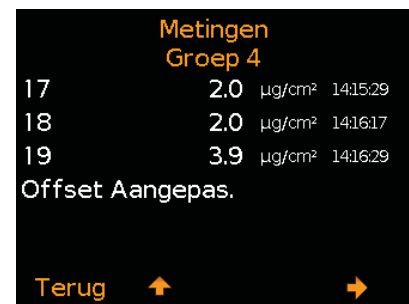 Metingen
Groep 4
17 2.0 µg/cm² 14:15:29
18 2.0 µg/cm² 14:16:17
19 3.9 µg/cm² 14:16:29
Offset Aangepas.
Terug